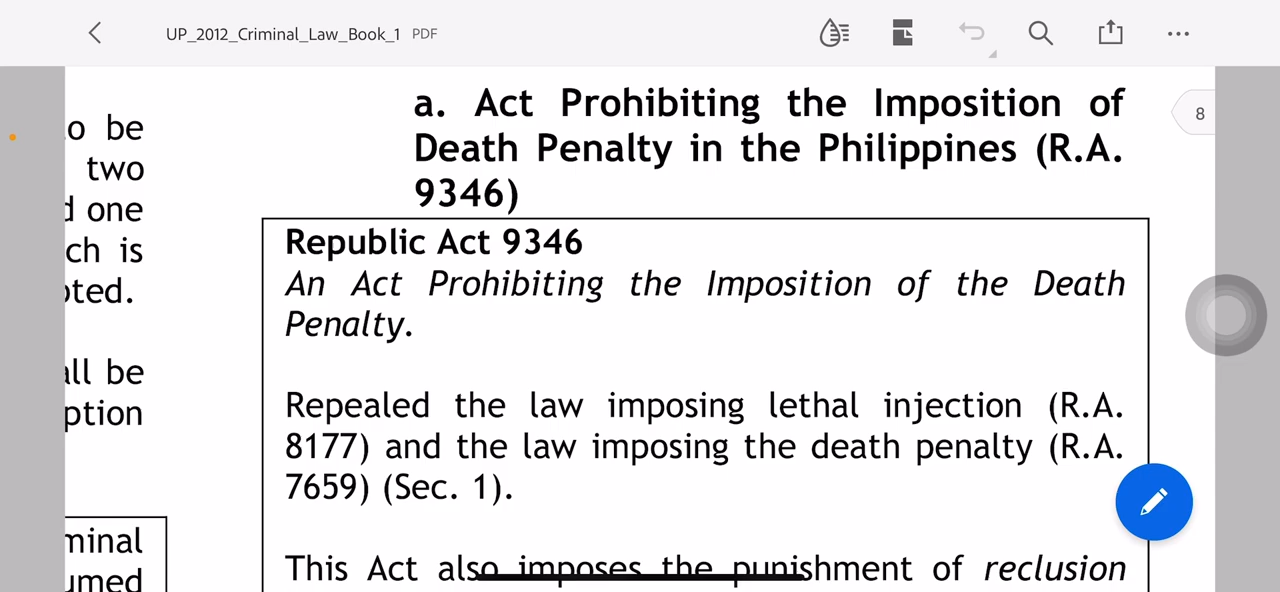 UP_2012_Criminal_Law_Book_1 PDF
8
o be
two
d one
ch is
oted.
all be
ption
minal
umed
a. Act Prohibiting the Imposition of
Death Penalty in the Philippines (R.A.
9346)
Republic Act 9346
An Act Prohibiting the Imposition of the Death
Penalty.
Repealed the law imposing lethal injection (R.A.
8177) and the law imposing the death penalty (R.A.
7659) (Sec. 1).
This Act also imposes the punishment of reclusion